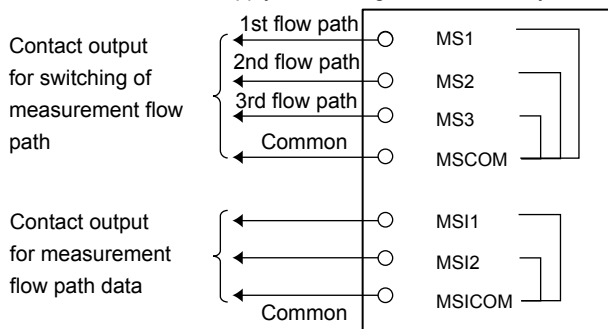 1st flow path
MS1
Contact output
for switching of
measurement flow
path
2nd flow path
MS2
3rd flow path
MS3
Common
MSCOM
Contact output
for measurement
flow path data
MSI1
MSI2
MSICOM
Common